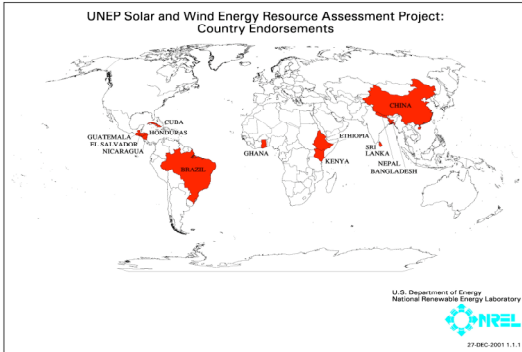 UNEP Solar and Wind Energy Resource Assessment Project:
Country Endorsements
CUBA
HONDURAS
GUATEMALA
EL SALVADOR
NICARAGUA
BRAZIL
GHANA
ETHIOPIA
KENYA
CHINA
SRI
LANKA
NEPAL
BANGLADESH
U.S. Department of Energy
National Renewable Energy Laboratory
NREL
27-DEC-2001 1.1.1